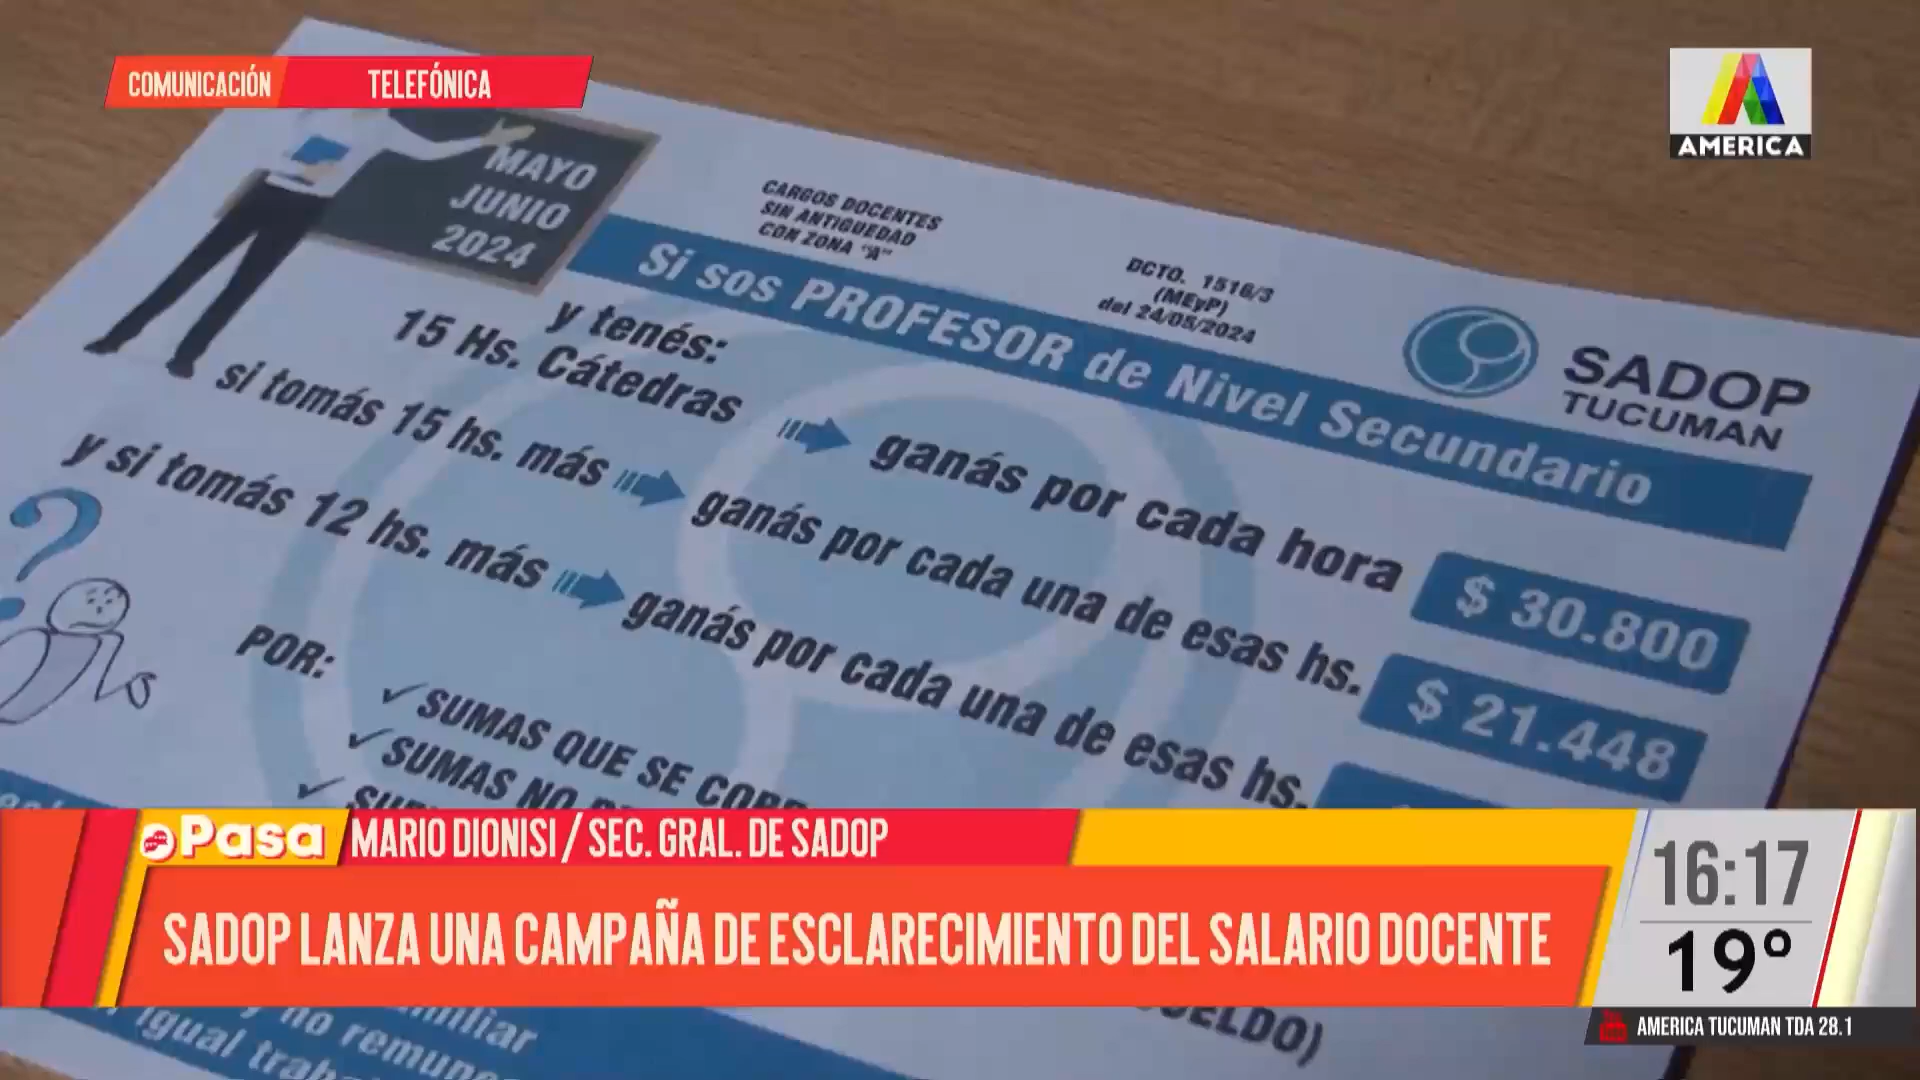 COMUNICACIÓN TELEFÓNICA
AMERICA
MAYO
JUNIO
2024
CARGOS DOCENTES
SIN ANTIGUEDAD
CON ZONA "A"
DCTO. 1516/3
(MEyP)
del 24/05/2024
SADOP
TUCUMAN
Si sos PROFESOR de Nivel Secundario
y tenés:
15 Hs. Cátedras ganás por cada hora $ 30.800
si tomás 15 hs. más ganás por cada una de esas hs. $ 21.448
y si tomás 12 hs. más ganás por cada una de esas hs.
POR:
SUMAS QUE SE
SUMAS NO
Pasa
MARIO DIONISI / SEC. GRAL. DE SADOP
SADOP LANZA UNA CAMPAÑA DE ESCLARECIMIENTO DEL SALARIO DOCENTE
16:17
19°
AMERICA TUCUMAN TDA 28.1
y no
igual